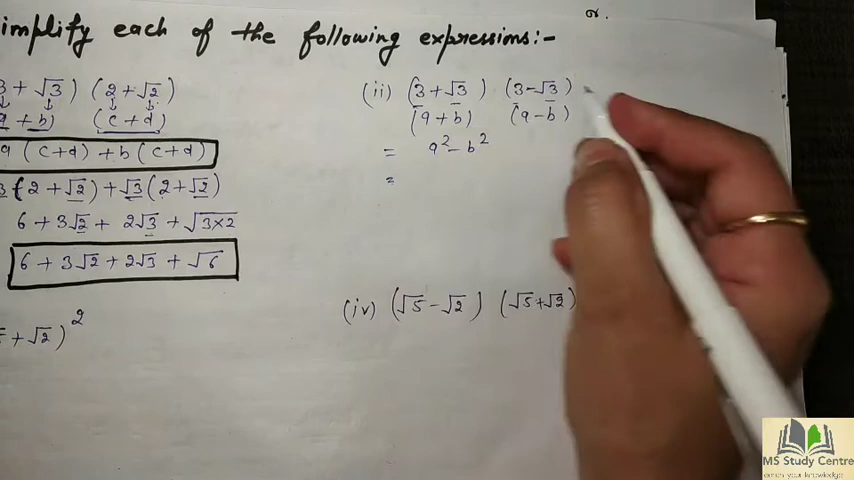 implify each of the following expressions:-
3 + √3) (2 + √2)
a + b) (c + d)
a (c+d) + b (c+d)
3(2 + √2) + √3 (2 + √2)
6 + 3√2 + 2√3 + √3×2
6 + 3√2 + 2√3 + √6
+ √2)²
(ii) (3 + √3) (3 - √3)
(a + b) (a - b)
= a² - b²
=
(iv) (√5 - √2) (√5 + √2)
MS Study Centre